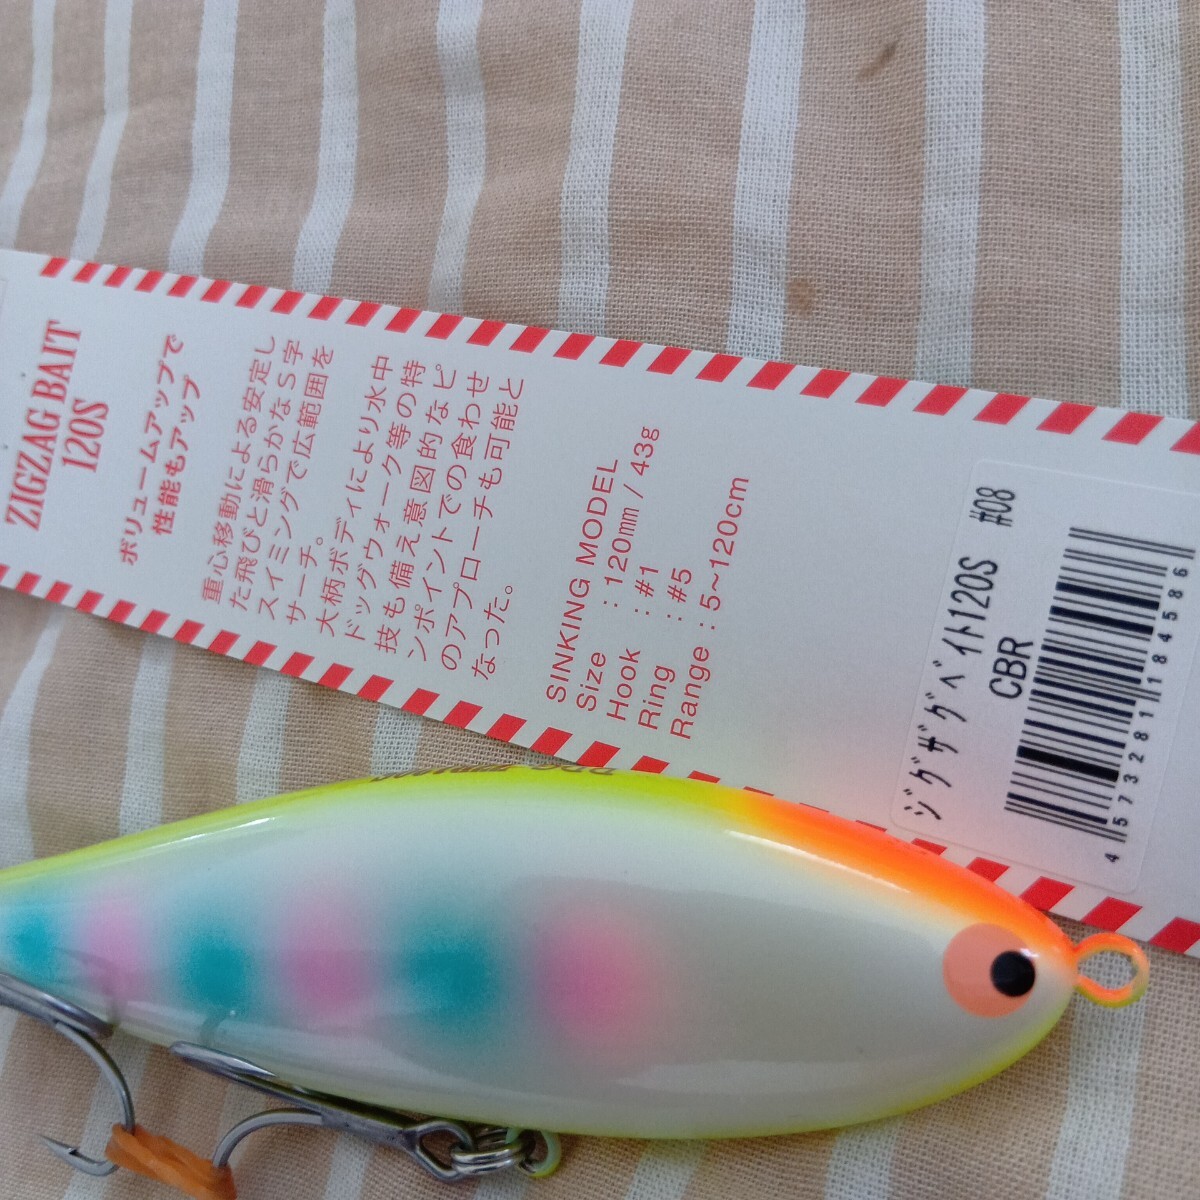 ZIGZAG BAIT
120S
ボリュームアップで
性能もアップ
重心移動による安定し
た飛びと滑らかなS字
スイミングで広範囲を
サーチ。
大柄ボディにより水中
ドッグウォーク等の特
技も備え意図的なピ
ンポイントでの食わせ
のアプローチも可能と
なった。
SINKING MODEL
Size : 120mm / 43g
Hook : #1
Ring : #5
Range : 5~120cm
ジグザグベイト120S #08
CBR
4573281184586